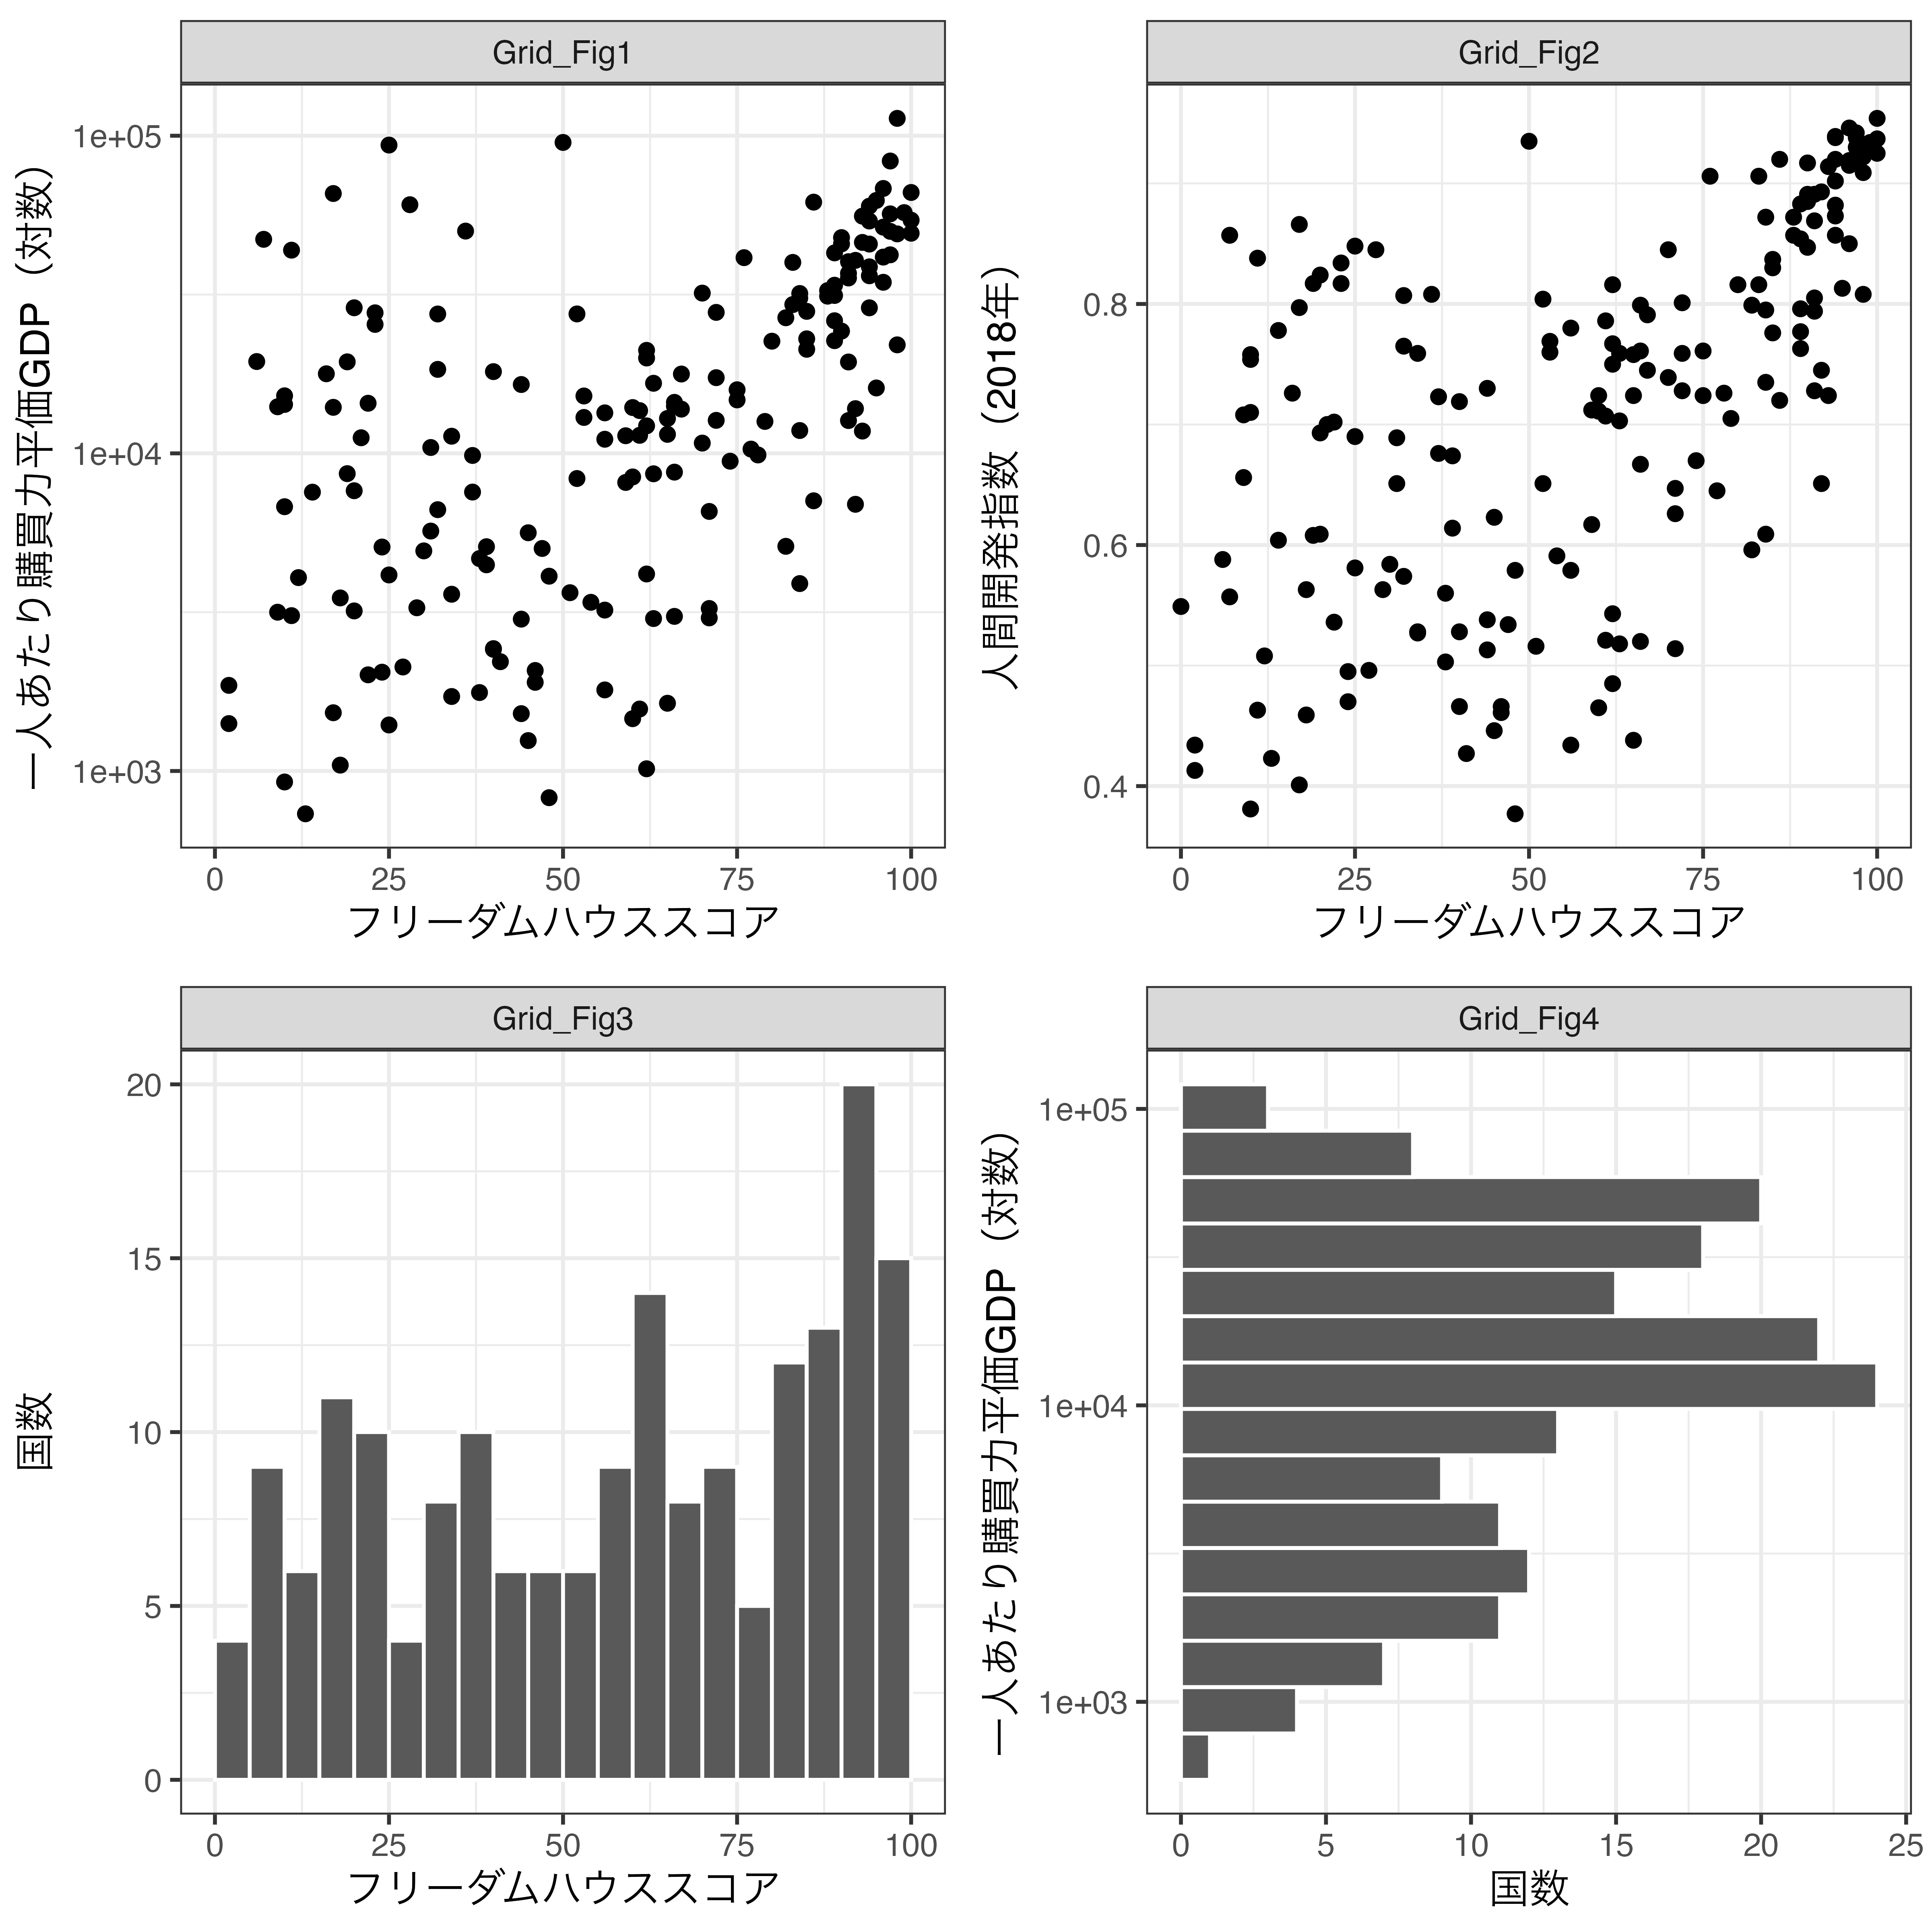 Grid_Fig1
一人あたり購買力平価GDP（対数）
1e+05
1e+04
1e+03
0 25 50 75 100
フリーダムハウススコア
Grid_Fig2
人間開発指数（2018年）
0.8
0.6
0.4
0 25 50 75 100
フリーダムハウススコア
Grid_Fig3
国数
20
15
10
5
0
0 25 50 75 100
フリーダムハウススコア
Grid_Fig4
一人あたり購買力平価GDP（対数）
1e+05
1e+04
1e+03
0 5 10 15 20 25
国数